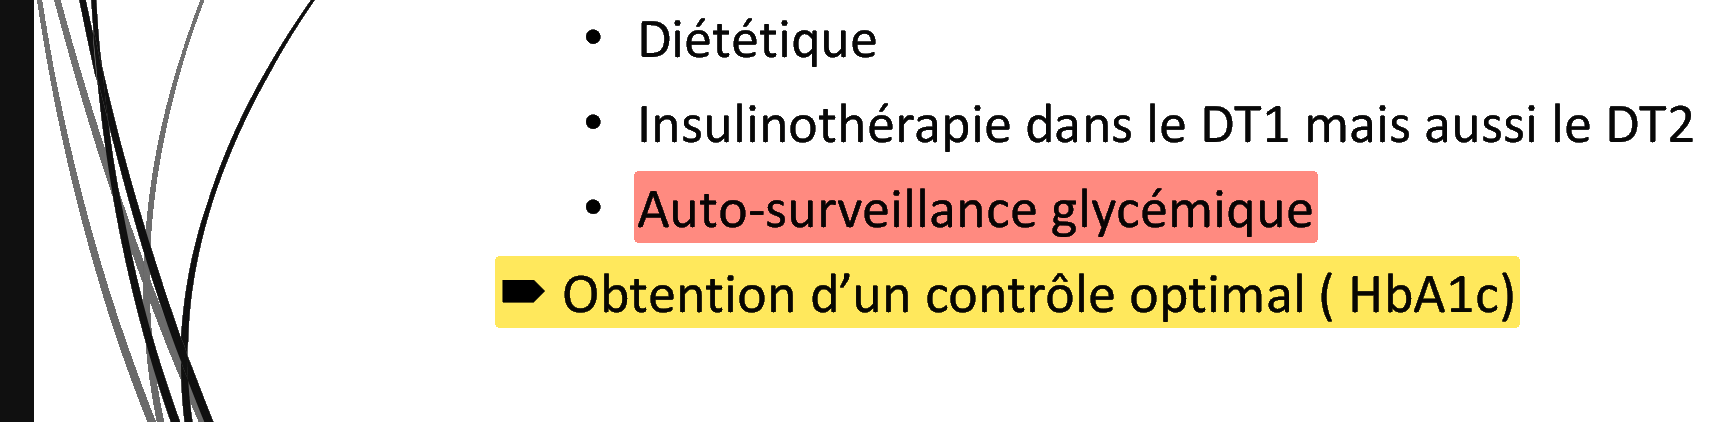 • Diététique
• Insulinothérapie dans le DT1 mais aussi le DT2
• Auto-surveillance glycémique
Obtention d’un contrôle optimal ( HbA1c)